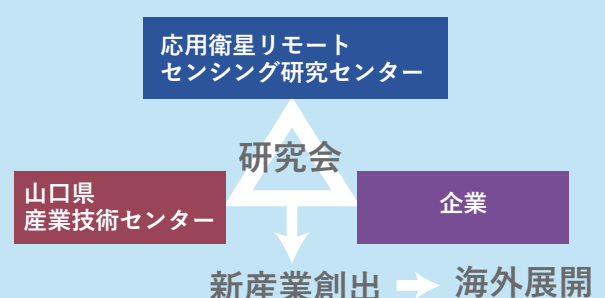 応用衛星リモート
センシング研究センター
研究会
山口県
産業技術センター
企業
新産業創出
海外展開